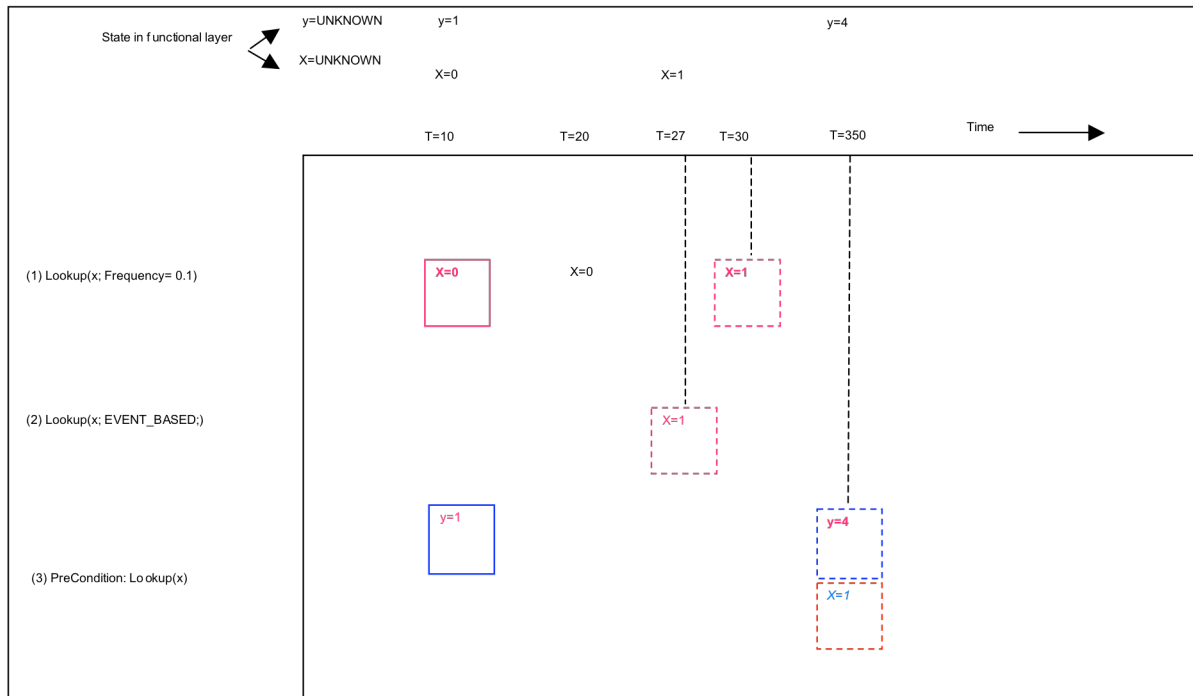 y=UNKNOWN y=1 y=4
State in functional layer
X=UNKNOWN
X=0 X=1
T=10 T=20 T=27 T=30 T=350 Time
(1) Lookup(x; Frequency= 0.1) X=0 X=0 X=1
(2) Lookup(x; EVENT_BASED;) X=1
y=1 y=4
(3) PreCondition: Lookup(x)
X=1